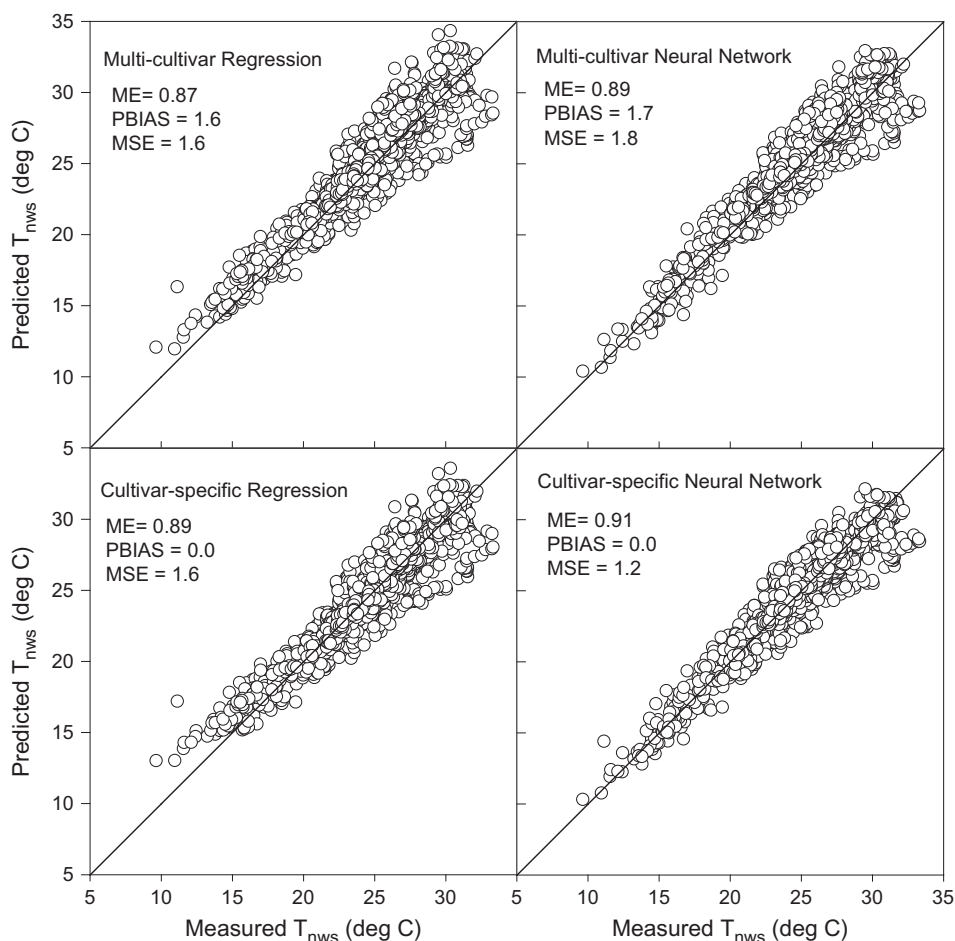 35
30
25
20
15
10
5
Predicted Tnws (deg C)
Multi-cultivar Regression
ME= 0.87
PBIAS = 1.6
MSE = 1.6
Multi-cultivar Neural Network
ME= 0.89
PBIAS = 1.7
MSE = 1.8
30
25
20
15
10
5
Predicted Tnws (deg C)
Cultivar-specific Regression
ME= 0.89
PBIAS = 0.0
MSE = 1.6
Cultivar-specific Neural Network
ME= 0.91
PBIAS = 0.0
MSE = 1.2
5 10 15 20 25 30 10 15 20 25 30 35
Measured Tnws (deg C) Measured Tnws (deg C)